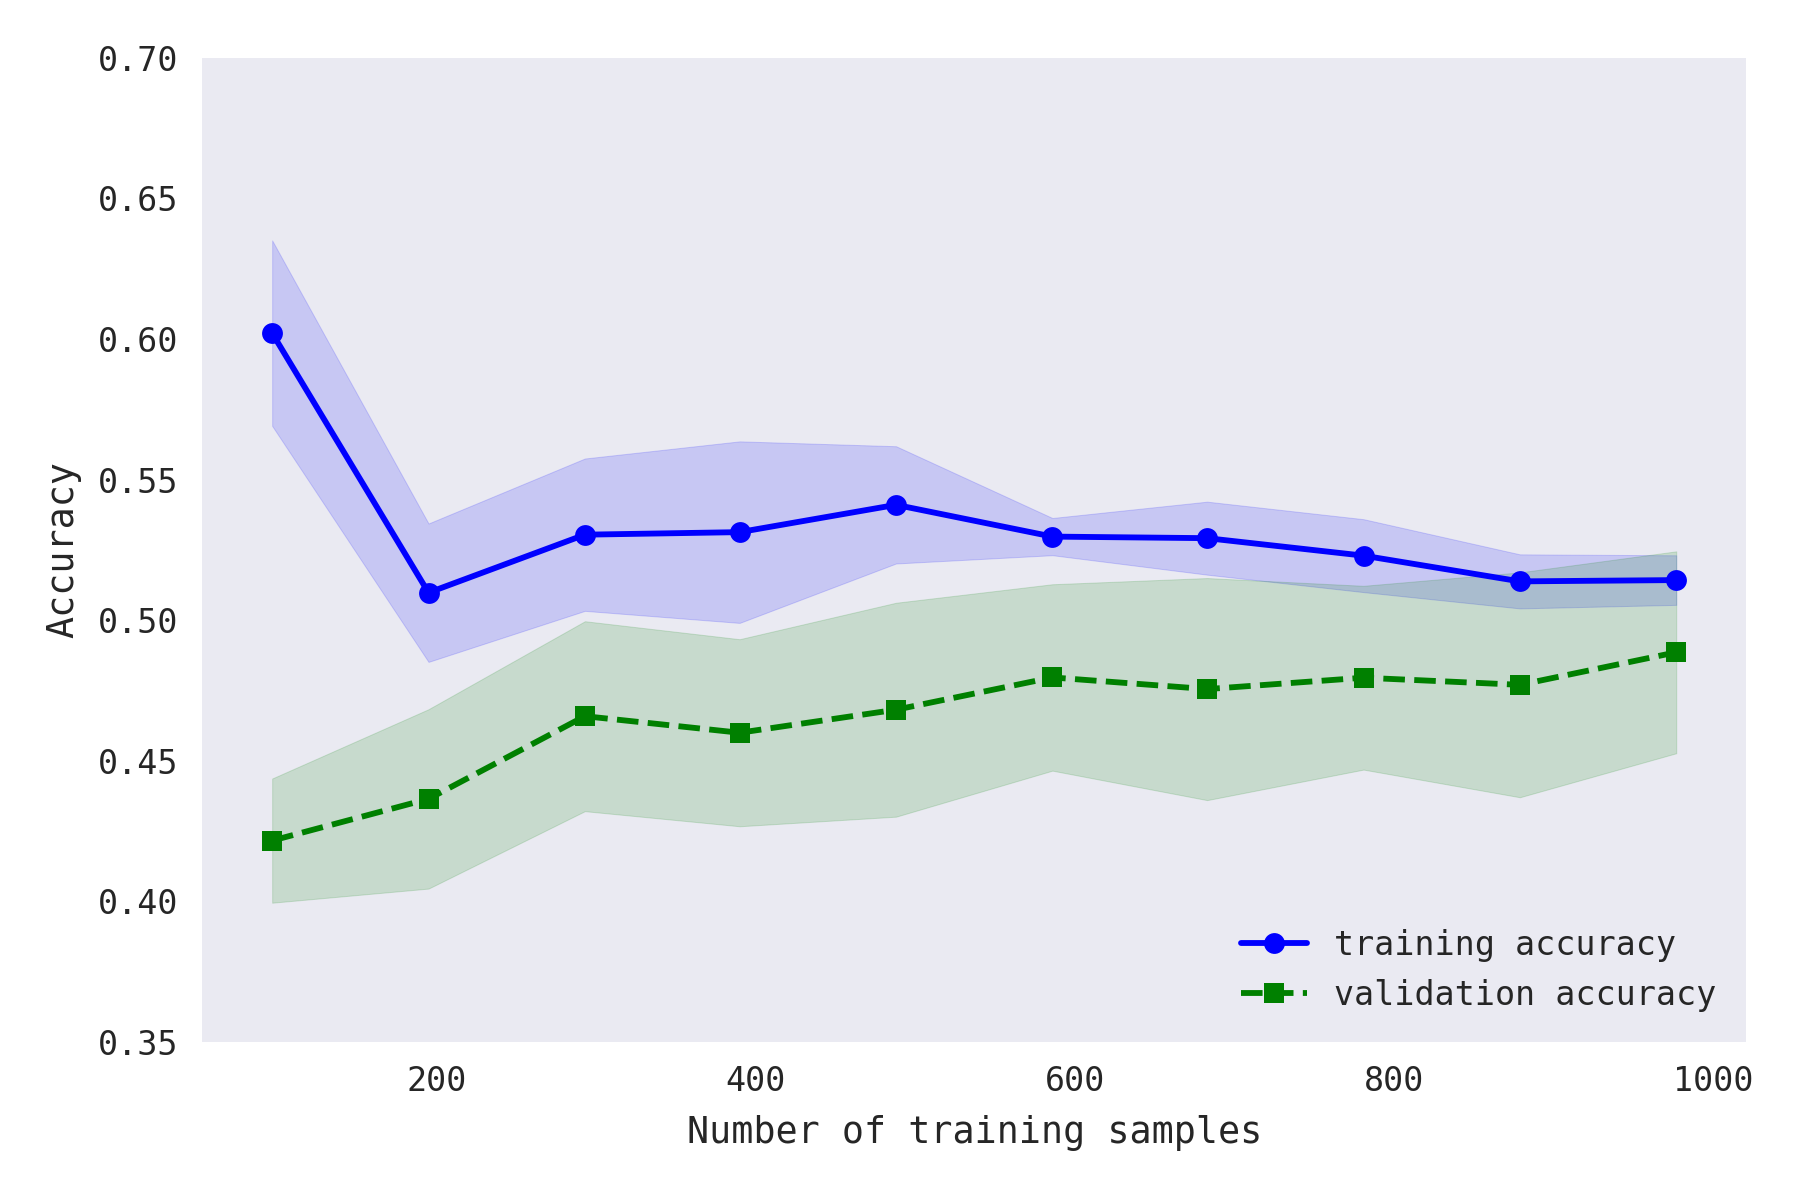 0.70
0.65
0.60
0.55
0.50
0.45
0.40
0.35
Accuracy
200 400 600 800 1000
Number of training samples
training accuracy
validation accuracy